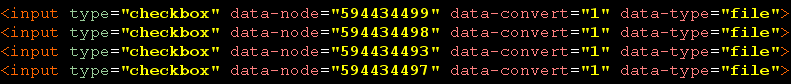 <input type="checkbox" data-node="594434499" data-convert="1" data-type="file">
<input type="checkbox" data-node="594434498" data-convert="1" data-type="file">
<input type="checkbox" data-node="594434493" data-convert="1" data-type="file">
<input type="checkbox" data-node="594434497" data-convert="1" data-type="file">